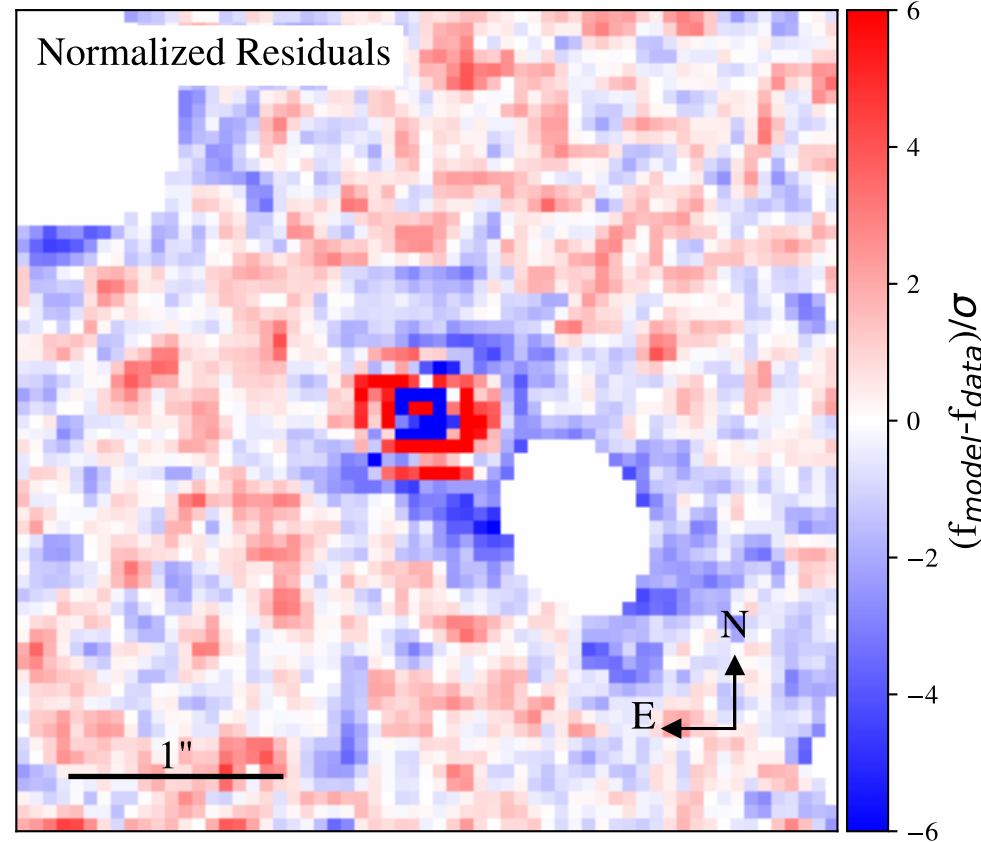 Normalized Residuals
6
4
2
0
−2
−4
−6
(f_model-f_data)/σ
N
E
1"